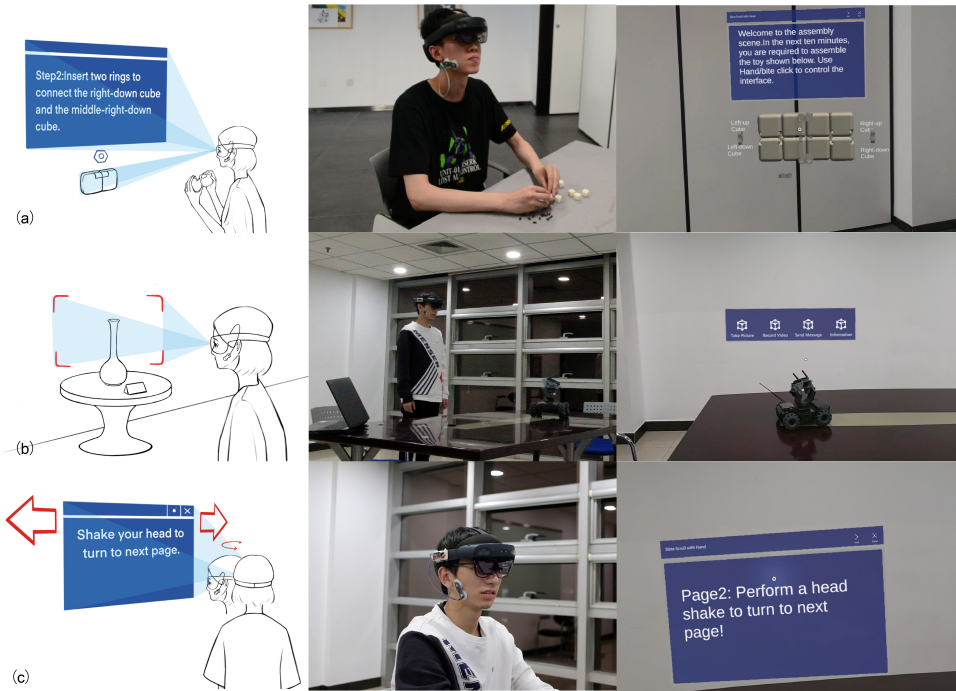 Step2:Insert two rings to
connect the right-down cube
and the middle-right-down
cube.
(a)
UNIT-01
LOST
Welcome to the assembly
scene.In the next ten minutes,
you are required to assemble
the toy shown below. Use
Hand/bite click to control the
interface.
Left-up
Cube
Left-down
Cube
Right-up
Cube
Right-down
Cube
(b)
Take Picture
Record Video
Send Message
Information
Shake your head to
turn to next page.
(c)
Page2: Perform a head
shake to turn to next
page!